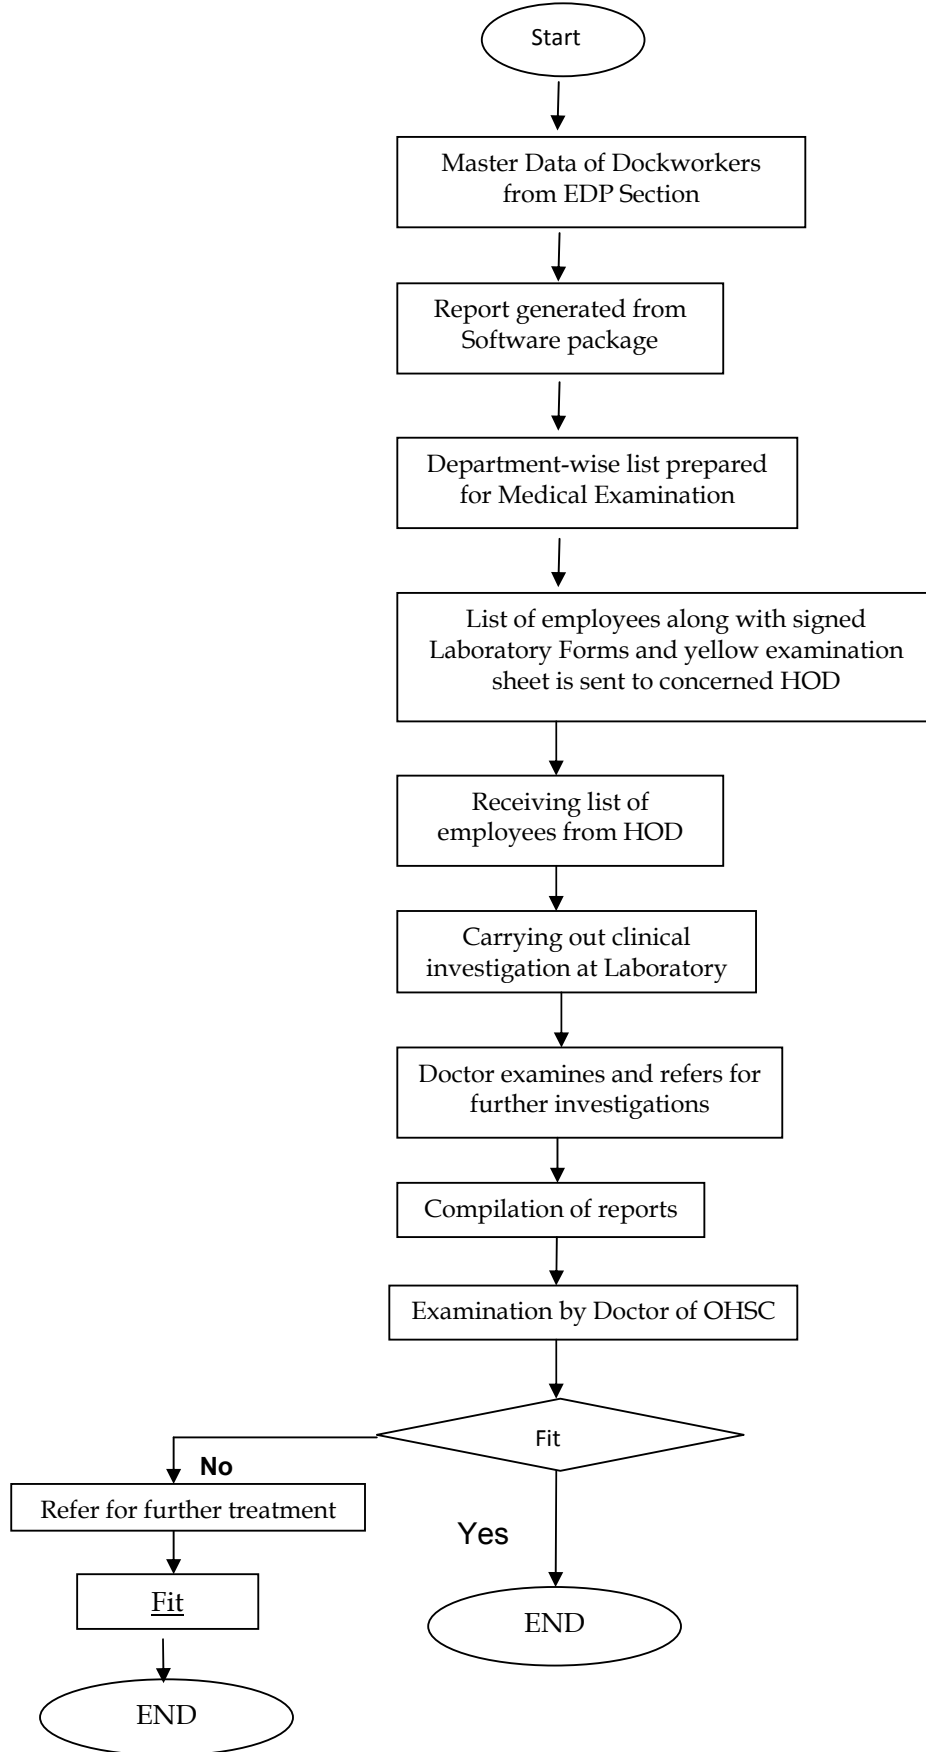 Start
Master Data of Dockworkers
from EDP Section
Report generated from
Software package
Department-wise list prepared
for Medical Examination
List of employees along with signed
Laboratory Forms and yellow examination
sheet is sent to concerned HOD
Receiving list of
employees from HOD
Carrying out clinical
investigation at Laboratory
Doctor examines and refers for
further investigations
Compilation of reports
Examination by Doctor of OHSC
Fit
No
Refer for further treatment
Yes
Fit
END
END